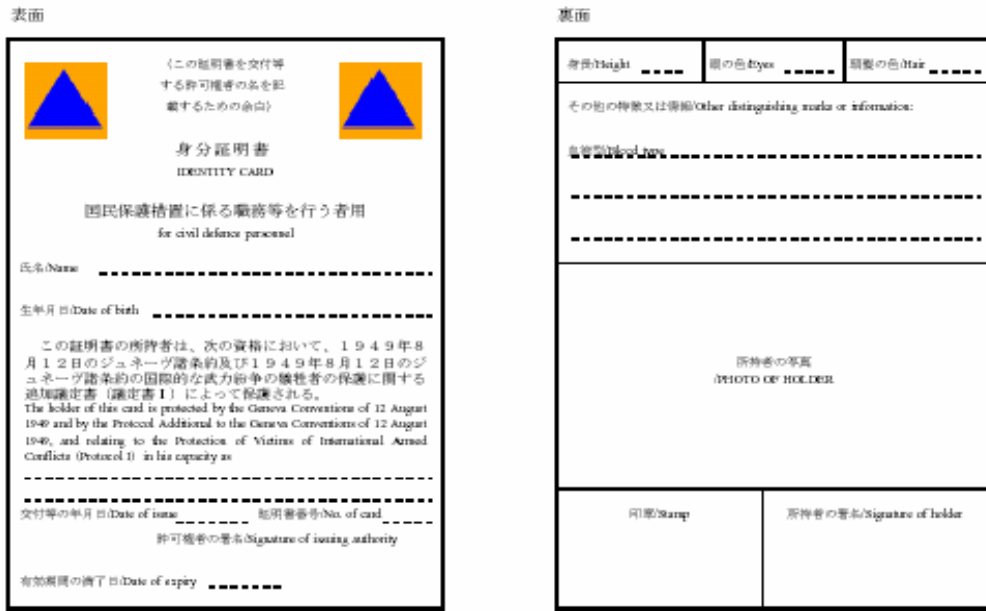 表面
(この証明書を交付等
する許可権者の名を記
載するための余白)
身分証明書
IDENTITY CARD
国民保護措置に係る職務等を行う者用
for civil defence personnel
氏名/Name
生年月日/Date of birth
この証明書の所持者は、次の資格において、1949年8
月12日のジュネーヴ諸条約及び1949年8月12日のジ
ュネーヴ諸条約の国際的な武力紛争の犠牲者の保護に関する
追加議定書(議定書I)によって保護される。
The holder of this card is protected by the Geneva Conventions of 12 August
1949 and by the Protocol Additional to the Geneva Conventions of 12 August
1949, and relating to the Protection of Victims of International Armed
Conflicts (Protocol I) in his capacity as
交付等の年月日/Date of issue 証明書番号/No. of card
許可権者の署名/Signature of issuing authority
有効期間の満了日/Date of expiry
裏面
身長/Height 眼の色/Eyes 頭髪の色/Hair
その他の特徴又は情報/Other distinguishing marks or information:
血液型/Blood type
所持者の写真
/PHOTO OF HOLDER
印章/Stamp 所持者の署名/Signature of holder